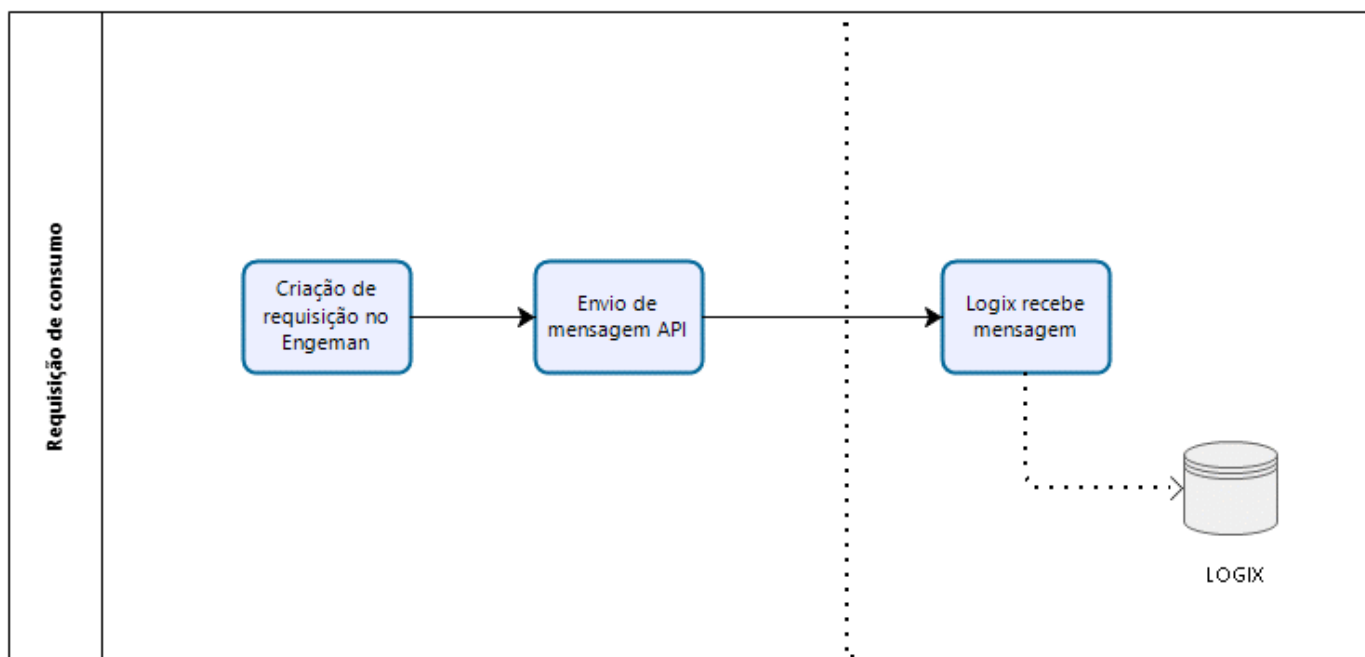 Requisição de consumo
Criação de
requisição no
Engeman
Envio de
mensagem API
Logix recebe
mensagem
LOGIX